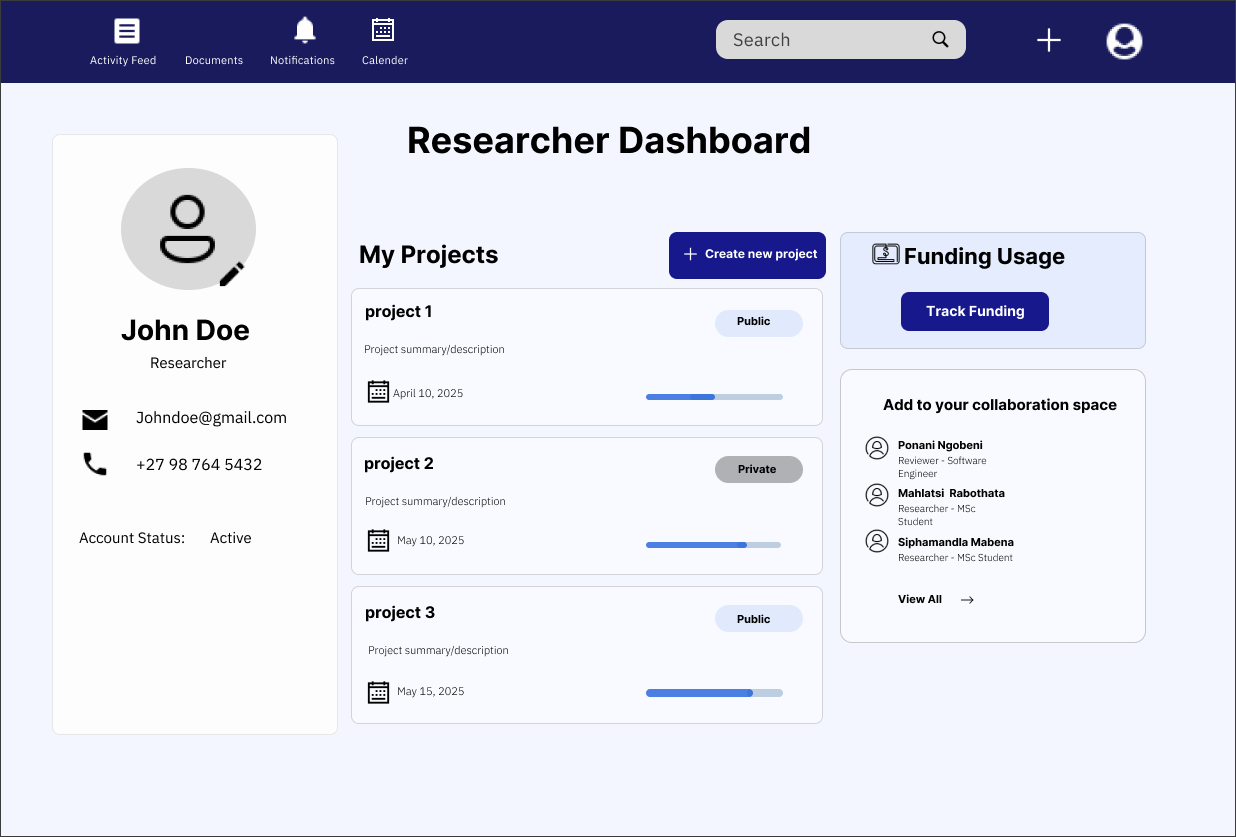 Activity Feed
Documents
Notifications
Calender
Search
Researcher Dashboard
John Doe
Researcher
Johndoe@gmail.com
+27 98 764 5432
Account Status: Active
My Projects
Create new project
project 1
Public
Project summary/description
April 10, 2025
project 2
Private
Project summary/description
May 10, 2025
project 3
Public
Project summary/description
May 15, 2025
$ Funding Usage
Track Funding
Add to your collaboration space
Ponani Ngobeni
Reviewer - Software
Engineer
Mahlatsi Rabothata
Researcher - MSc
Student
Siphamandla Mabena
Researcher - MSc Student
View All